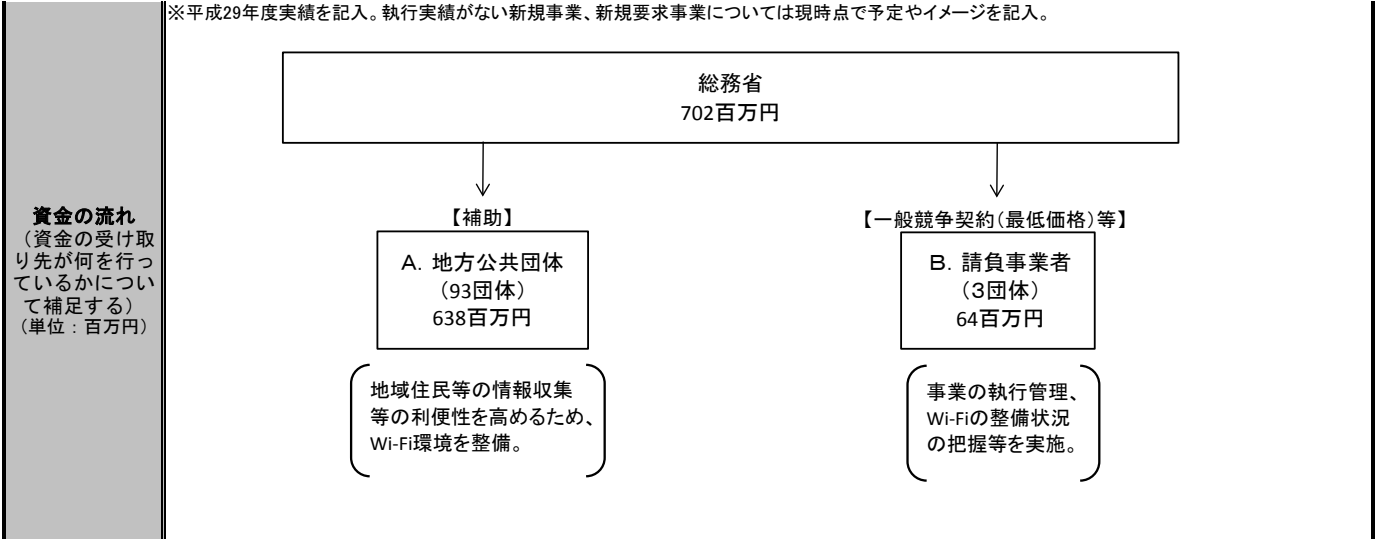 ※平成29年度実績を記入。執行実績がない新規事業、新規要求事業については現時点で予定やイメージを記入。
資金の流れ
（資金の受け取
り先が何を行っ
ているかについ
て補足する）
（単位：百万円）
総務省
702百万円
【補助】
A．地方公共団体
（93団体）
638百万円
地域住民等の情報収集
等の利便性を高めるため、
Wi-Fi環境を整備。
【一般競争契約（最低価格）等】
Ｂ．請負事業者
（３団体）
64百万円
事業の執行管理、
Wi-Fiの整備状況
の把握等を実施。